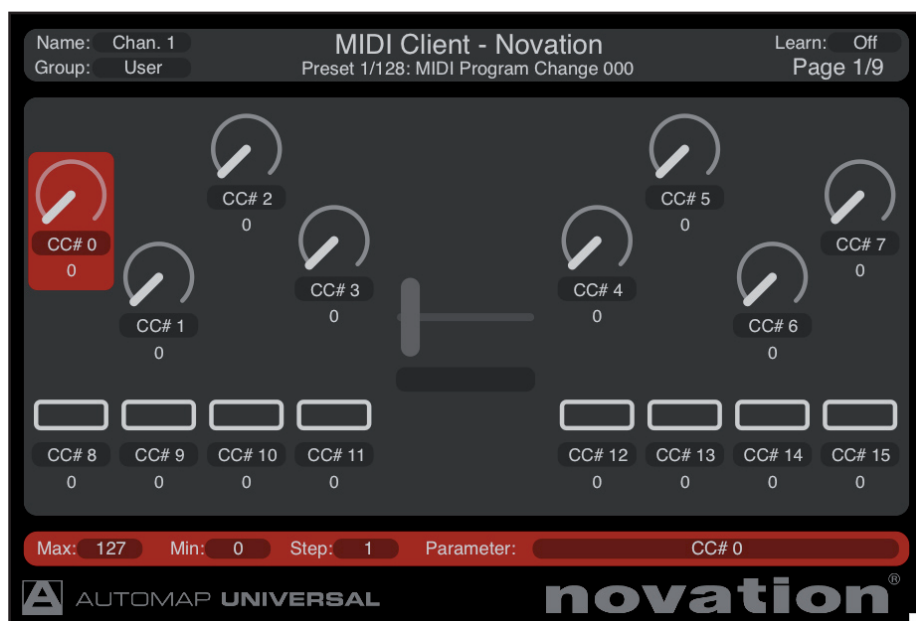 Name: Chan. 1 MIDI Client - Novation Learn: Off
Group: User Preset 1/128: MIDI Program Change 000 Page 1/9
CC# 2 CC# 5
0 0
CC# 0 CC# 7
0 0
CC# 3 CC# 4
0 0
CC# 1 CC# 6
0 0
CC# 8 CC# 9 CC# 10 CC# 11 CC# 12 CC# 13 CC# 14 CC# 15
0 0 0 0 0 0 0 0
Max: 127 Min: 0 Step: 1 Parameter: CC# 0
A AUTOMAP UNIVERSAL novation®